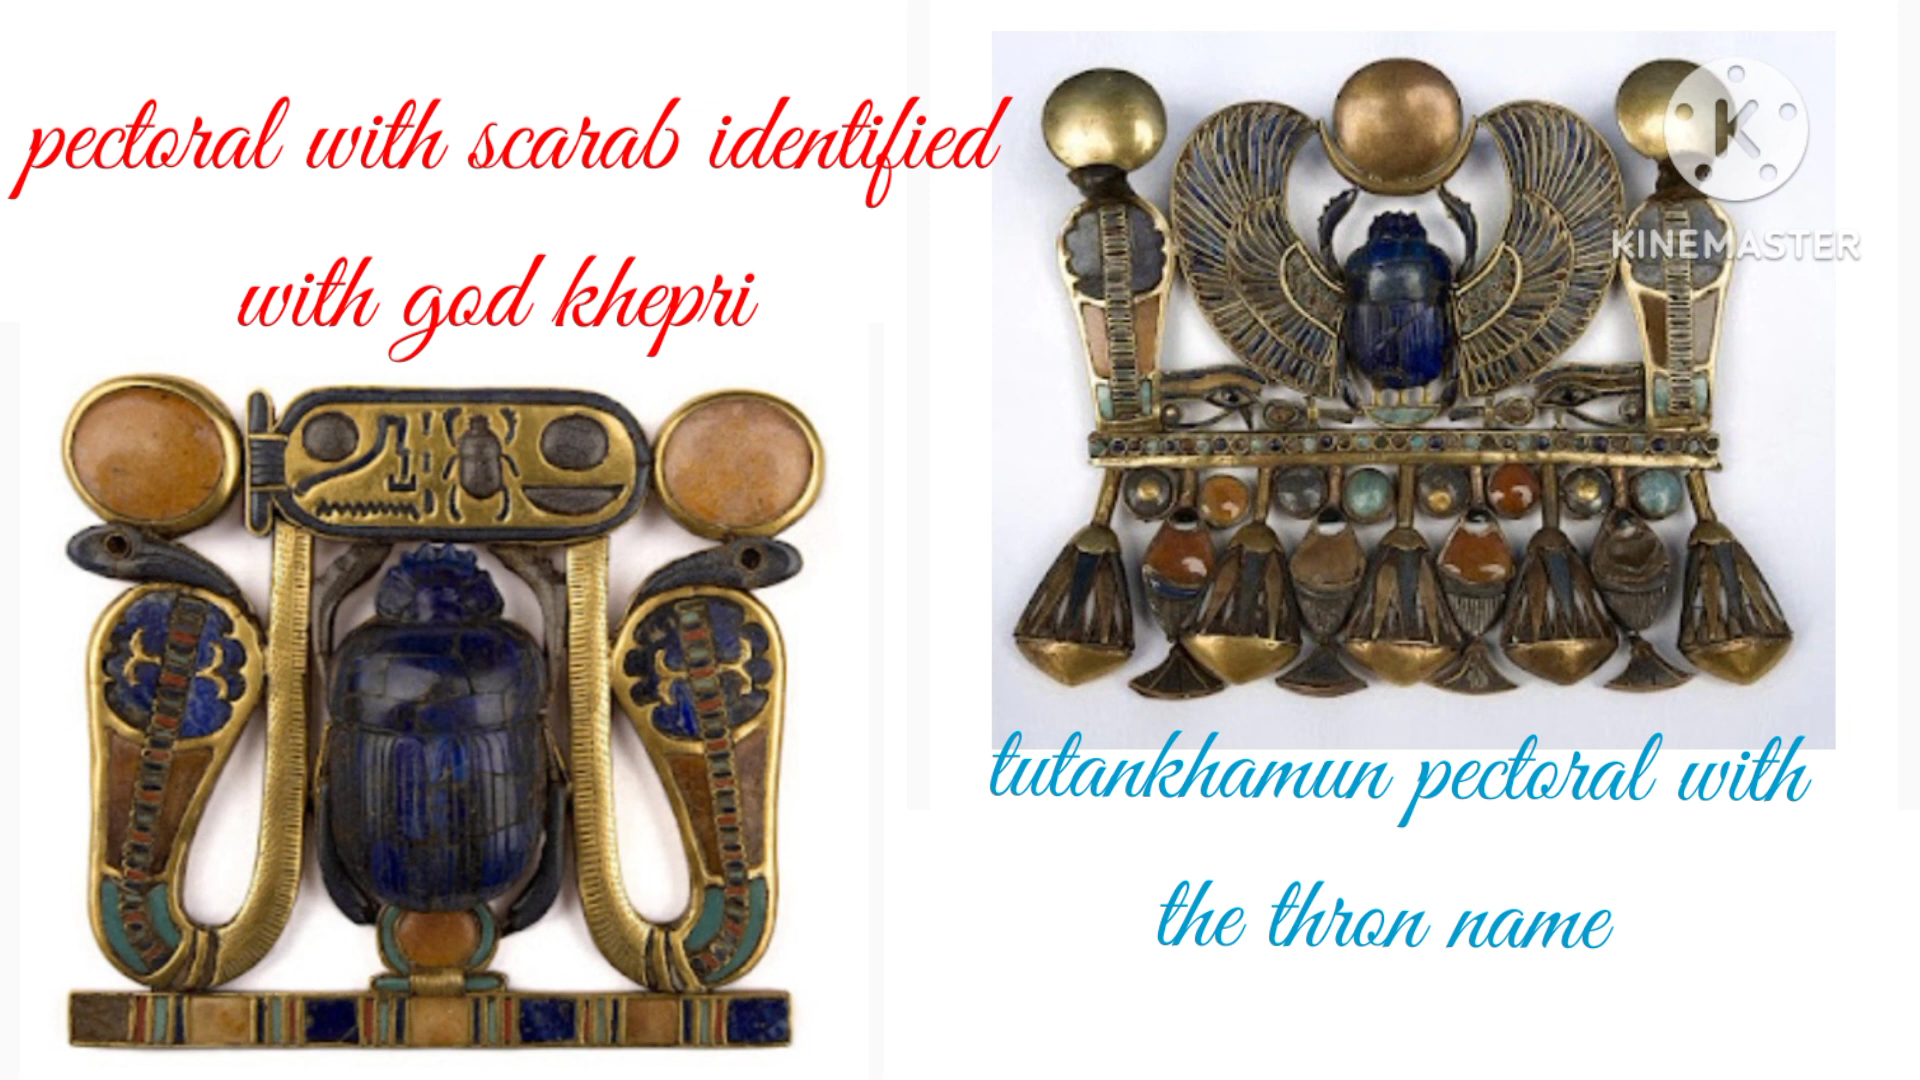 pectoral with scarab identified
with god khepri
K
KINEMASTER
tutankhamun pectoral with
the thron name